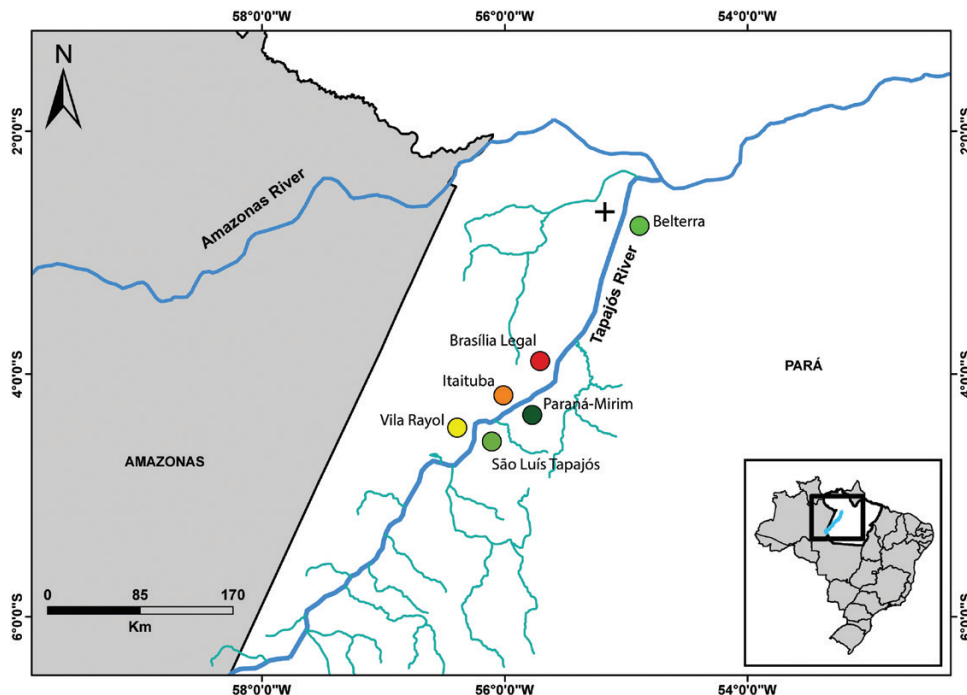 58°0'0"W
56°0'0"W
54°0'0"W
N
2°0'0"S
2°0'0"S
Amazonas River
Belterra
Tapajós River
Brasília Legal
PARÁ
4°0'0"S
4°0'0"S
Itaituba
Paraná-Mirim
Vila Rayol
São Luís Tapajós
AMAZONAS
0
85
170
Km
6°0'0"S
6°0'0"S
58°0'0"W
56°0'0"W
54°0'0"W